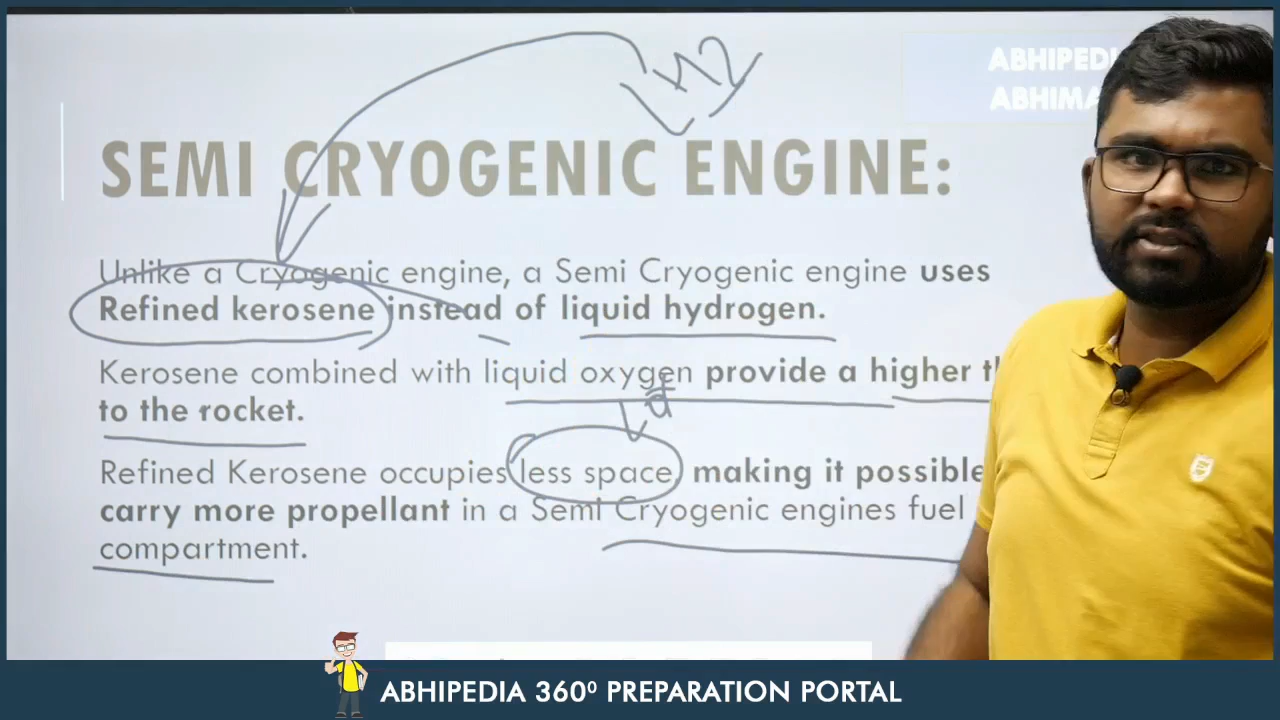 LH2
ABHIPEDI
ABHIMA
SEMI CRYOGENIC ENGINE:
Unlike a Cryogenic engine, a Semi Cryogenic engine uses
Refined kerosene instead of liquid hydrogen.
Kerosene combined with liquid oxygen provide a higher th
to the rocket.
Refined Kerosene occupies less space making it possible
carry more propellant in a Semi Cryogenic engines fuel
compartment.
ABHIPEDIA 360⁰ PREPARATION PORTAL